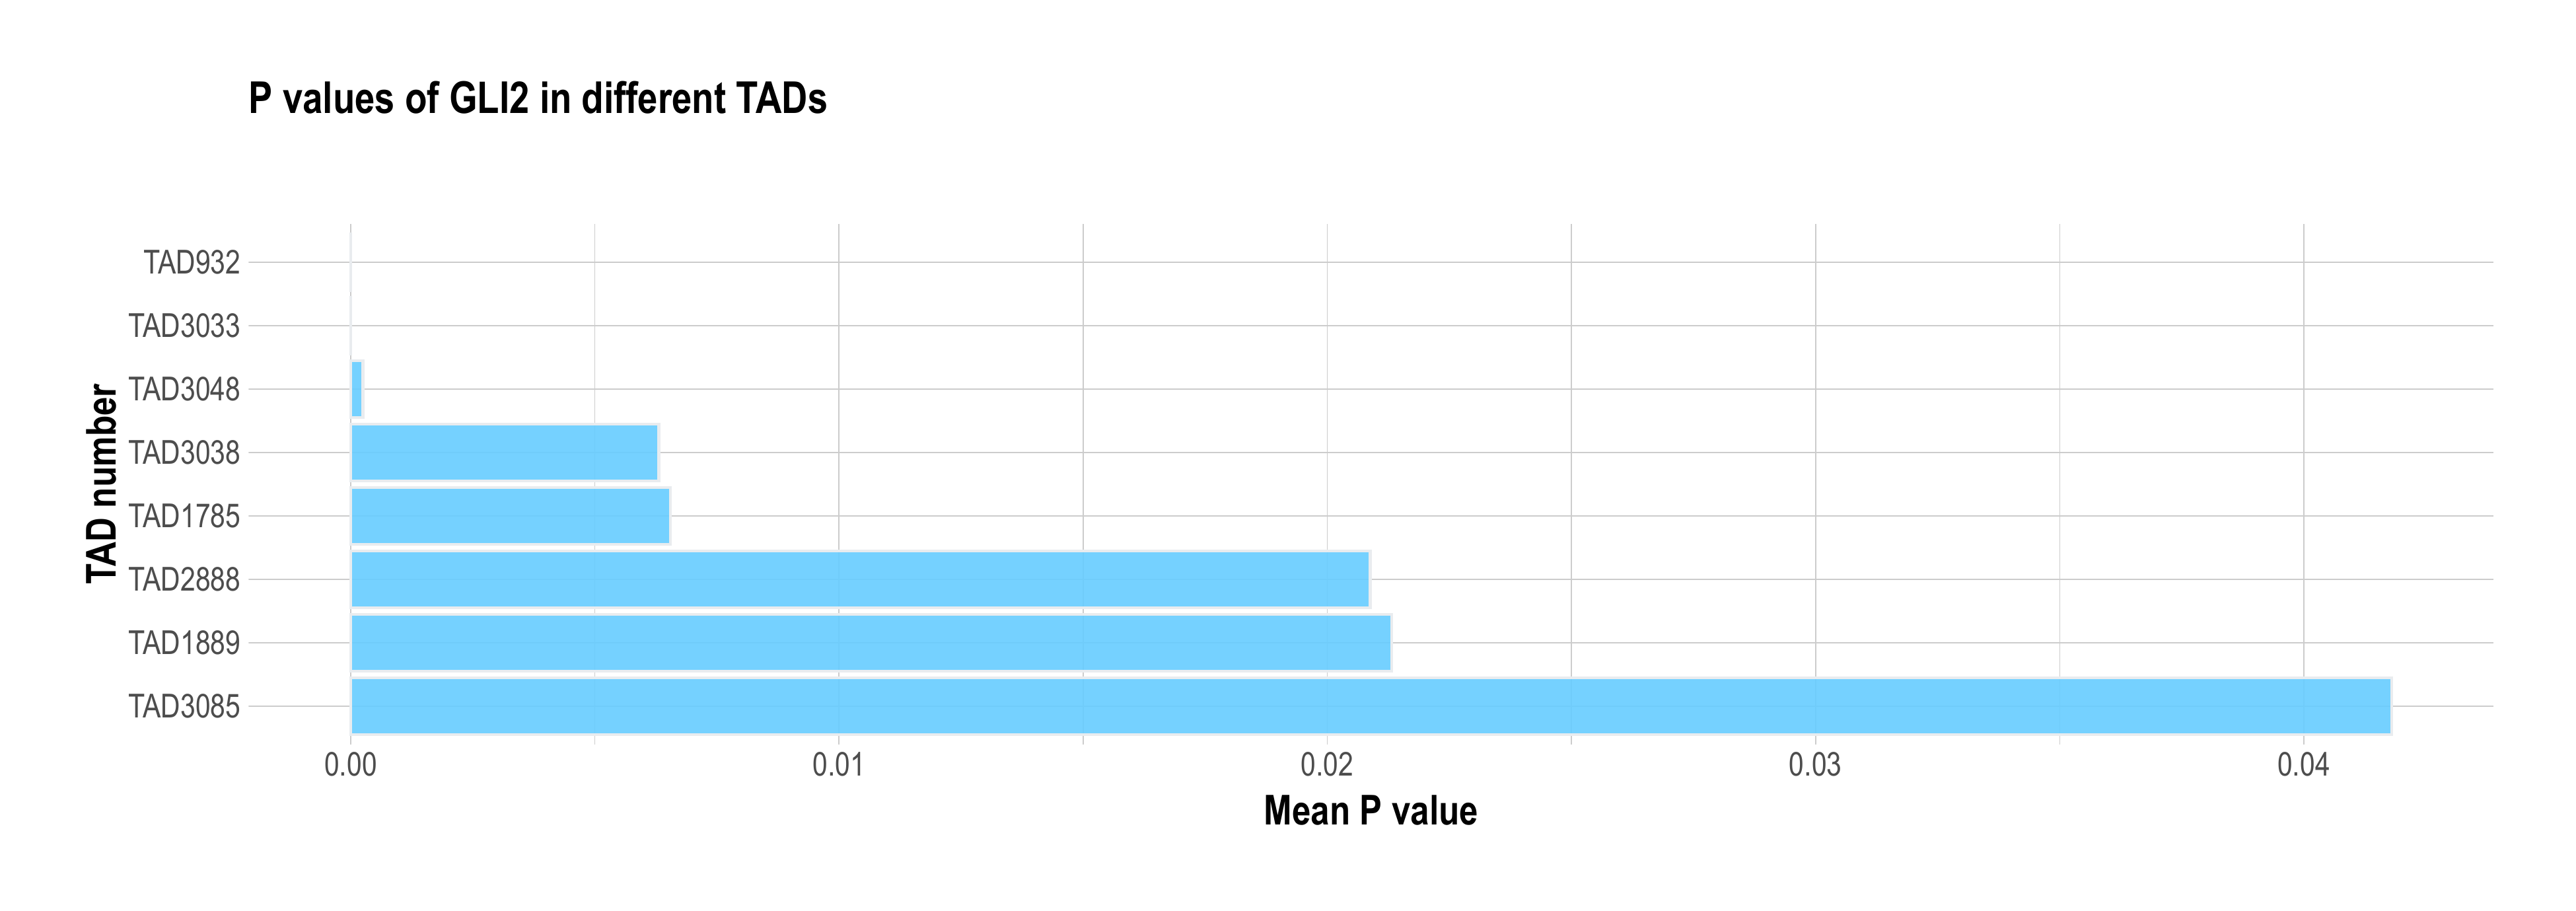 P values of GLI2 in different TADs
TAD number
TAD932
TAD3033
TAD3048
TAD3038
TAD1785
TAD2888
TAD1889
TAD3085
0.00 0.01 0.02 0.03 0.04
Mean P value